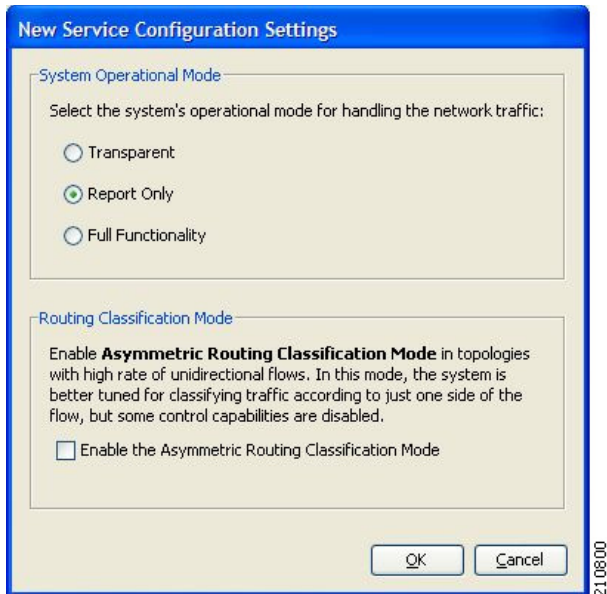 New Service Configuration Settings
System Operational Mode
Select the system's operational mode for handling the network traffic:
Transparent
Report Only
Full Functionality
Routing Classification Mode
Enable Asymmetric Routing Classification Mode in topologies
with high rate of unidirectional flows. In this mode, the system is
better tuned for classifying traffic according to just one side of the
flow, but some control capabilities are disabled.
Enable the Asymmetric Routing Classification Mode
OK
Cancel
210800